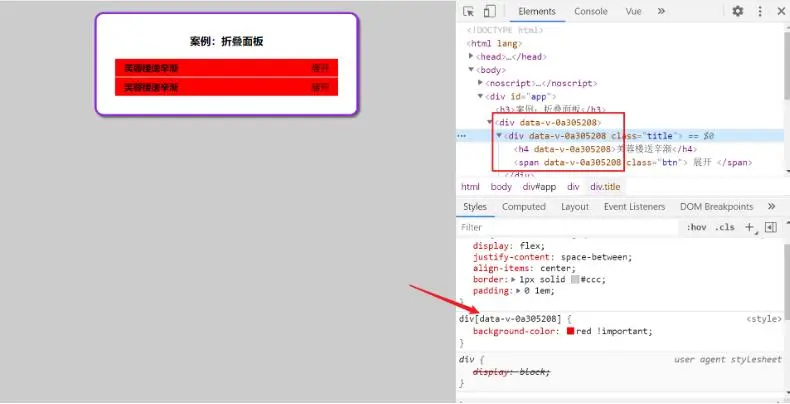 案例：折叠面板
芙蓉楼送辛渐
展开
芙蓉楼送辛渐
展开
Elements Console Vue »
<!DOCTYPE html>
<html lang>
<head>…</head>
<body>
<noscript>…</noscript>
<div id="app">
<h3>案例：折叠面板</h3>
<div data-v-0a305208>
… <div data-v-0a305208 class="title"> == $0
<h4 data-v-0a305208>芙蓉楼送辛渐</h4>
<span data-v-0a305208 class="btn"> 展开 </span>
</div>
html body div#app div div.title
Styles Computed Layout Event Listeners DOM Breakpoints »
Filter :hov .cls +
display: flex;
justify-content: space-between;
align-items: center;
border: 1px solid #ccc;
padding: 0 1em;
}
div[data-v-0a305208] { <style>
background-color: red !important;
}
div { user agent stylesheet
display: block;
}